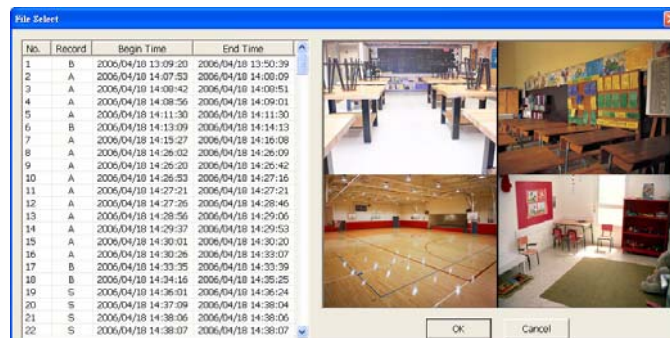 File Select
No. Record Begin Time End Time
1 B 2006/04/18 13:09:20 2006/04/18 13:50:39
2 A 2006/04/18 14:07:53 2006/04/18 14:08:09
3 A 2006/04/18 14:08:42 2006/04/18 14:08:51
4 A 2006/04/18 14:08:56 2006/04/18 14:09:01
5 A 2006/04/18 14:11:30 2006/04/18 14:11:30
6 B 2006/04/18 14:13:09 2006/04/18 14:14:13
7 A 2006/04/18 14:15:27 2006/04/18 14:16:08
8 A 2006/04/18 14:26:02 2006/04/18 14:26:09
9 A 2006/04/18 14:26:20 2006/04/18 14:26:42
10 A 2006/04/18 14:26:53 2006/04/18 14:27:16
11 A 2006/04/18 14:27:21 2006/04/18 14:27:21
12 A 2006/04/18 14:27:26 2006/04/18 14:28:46
13 A 2006/04/18 14:28:56 2006/04/18 14:29:06
14 A 2006/04/18 14:29:37 2006/04/18 14:29:53
15 A 2006/04/18 14:30:01 2006/04/18 14:30:20
16 A 2006/04/18 14:30:26 2006/04/18 14:33:07
17 B 2006/04/18 14:33:35 2006/04/18 14:33:39
18 B 2006/04/18 14:34:16 2006/04/18 14:35:25
19 S 2006/04/18 14:36:01 2006/04/18 14:36:24
20 S 2006/04/18 14:37:09 2006/04/18 14:38:04
21 S 2006/04/18 14:38:06 2006/04/18 14:38:06
22 S 2006/04/18 14:38:07 2006/04/18 14:38:07
OK Cancel